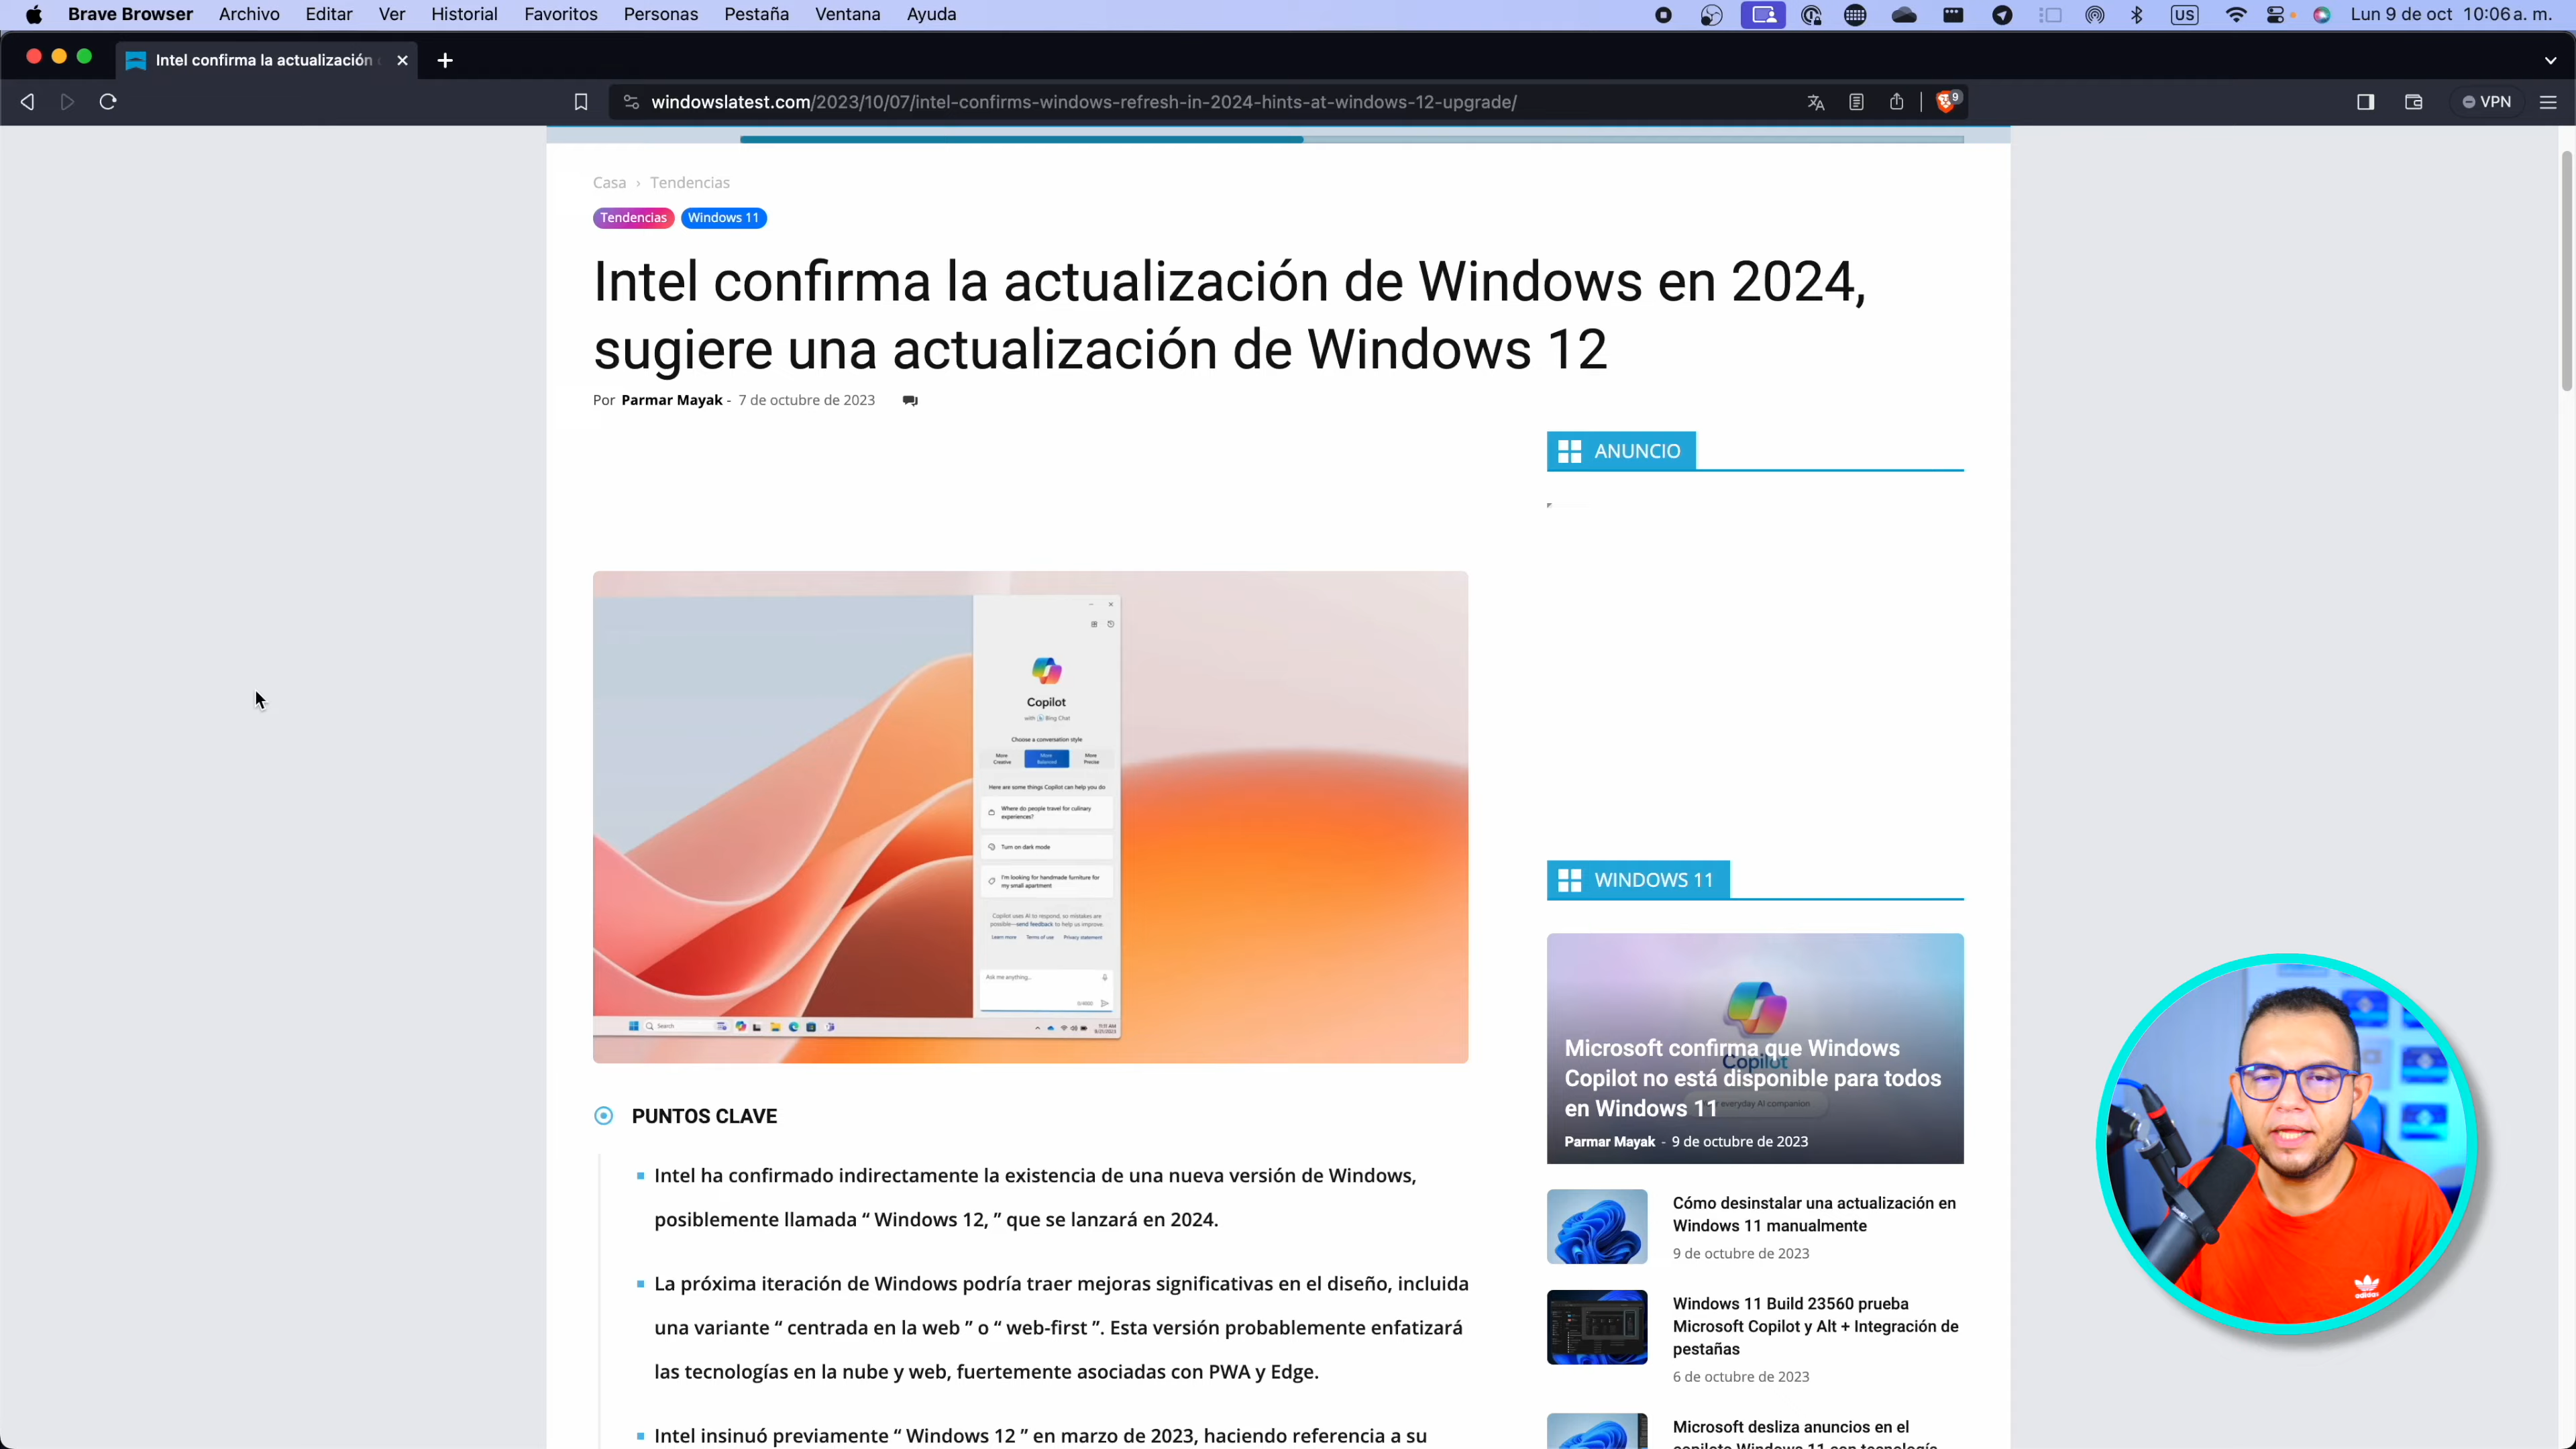 Brave Browser Archivo Editar Ver Historial Favoritos Personas Pestaña Ventana Ayuda
US
Lun 9 de oct 10:06 a. m.
Intel confirma la actualización
windowslatest.com/2023/10/07/intel-confirms-windows-refresh-in-2024-hints-at-windows-12-upgrade/
9
VPN
Casa › Tendencias
Tendencias Windows 11
Intel confirma la actualización de Windows en 2024,
sugiere una actualización de Windows 12
Por Parmar Mayak - 7 de octubre de 2023
ANUNCIO
Copilot
with Bing Chat
Choose a conversation style
More Creative
More Balanced
More Precise
Here are some things Copilot can help you do
Where do people travel for culinary
experiences?
Turn on dark mode
I'm looking for handmade furniture for
my small apartment
Copilot uses AI to respond, so mistakes are
possible—send feedback to help us improve.
Learn more Terms of use Privacy statement
Ask me anything...
0/4000
Search
11:11 AM
PUNTOS CLAVE
Intel ha confirmado indirectamente la existencia de una nueva versión de Windows,
posiblemente llamada “ Windows 12, ” que se lanzará en 2024.
La próxima iteración de Windows podría traer mejoras significativas en el diseño, incluida
una variante “ centrada en la web ” o “ web-first ”. Esta versión probablemente enfatizará
las tecnologías en la nube y web, fuertemente asociadas con PWA y Edge.
Intel insinuó previamente “ Windows 12 ” en marzo de 2023, haciendo referencia a su
WINDOWS 11
Copilot
everyday AI companion
Microsoft confirma que Windows
Copilot no está disponible para todos
en Windows 11
Parmar Mayak - 9 de octubre de 2023
Cómo desinstalar una actualización en
Windows 11 manualmente
9 de octubre de 2023
Windows 11 Build 23560 prueba
Microsoft Copilot y Alt + Integración de
pestañas
6 de octubre de 2023
Microsoft desliza anuncios en el
copiloto Windows 11 con tecnología
adidas